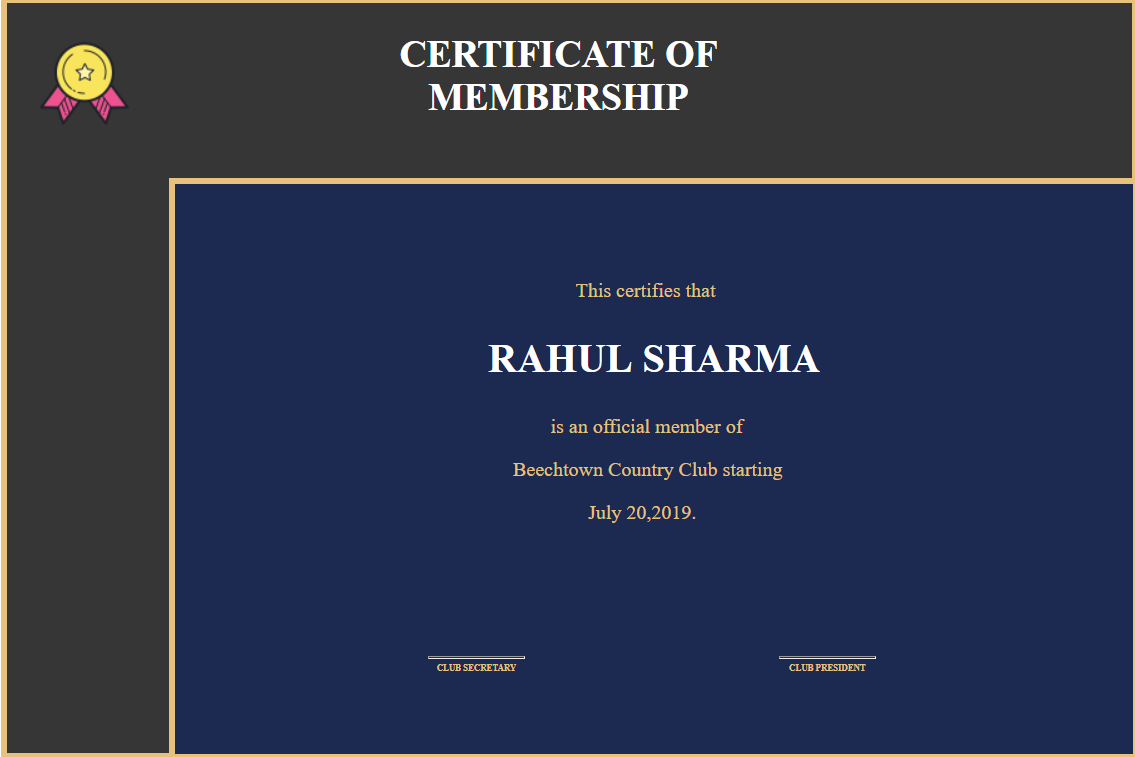 CERTIFICATE OF
MEMBERSHIP
This certifies that
RAHUL SHARMA
is an official member of
Beechtown Country Club starting
July 20,2019.
CLUB SECRETARY
CLUB PRESIDENT